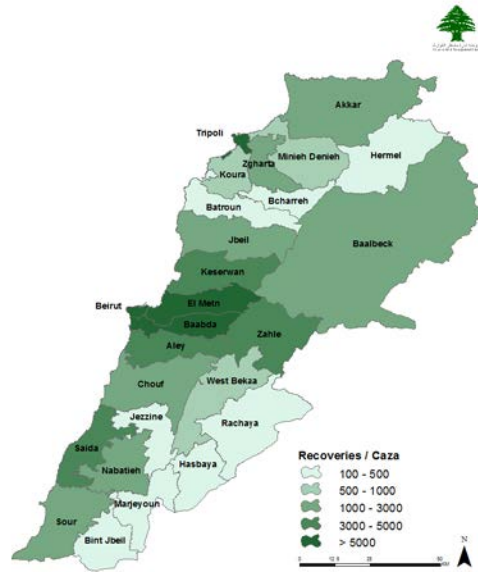 Akkar
Tripoli
Hermel
Zgharta
Minieh Denieh
Koura
Bcharreh
Batroun
Jbeil
Baalbeck
Keserwan
El Metn
Beirut
Baabda
Zahle
Aley
West Bekaa
Chouf
Jezzine
Rachaya
Saida
Hasbaya
Nabatieh
Marjeyoun
Sour
Bint Jbeil
Recoveries / Caza
100 - 500
500 - 1000
1000 - 3000
3000 - 5000
> 5000
N